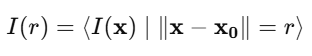 I(r) = ⟨I(𝐱) | ‖𝐱 − 𝐱₀‖ = r⟩